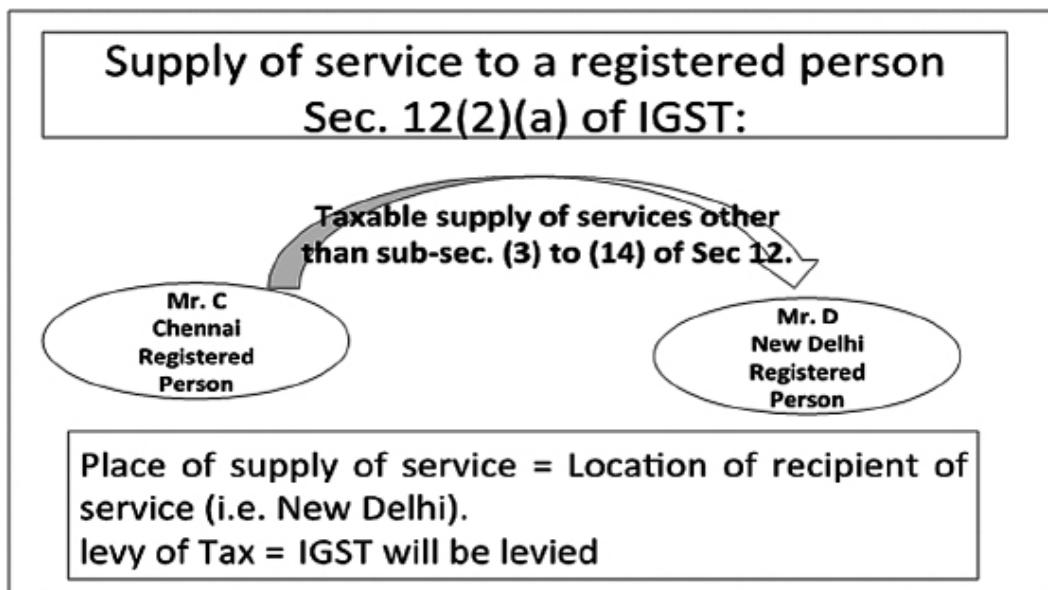 Supply of service to a registered person
Sec. 12(2)(a) of IGST:
Taxable supply of services other
than sub-sec. (3) to (14) of Sec 12.
Mr. C
Chennai
Registered
Person
Mr. D
New Delhi
Registered
Person
Place of supply of service = Location of recipient of
service (i.e. New Delhi).
levy of Tax = IGST will be levied